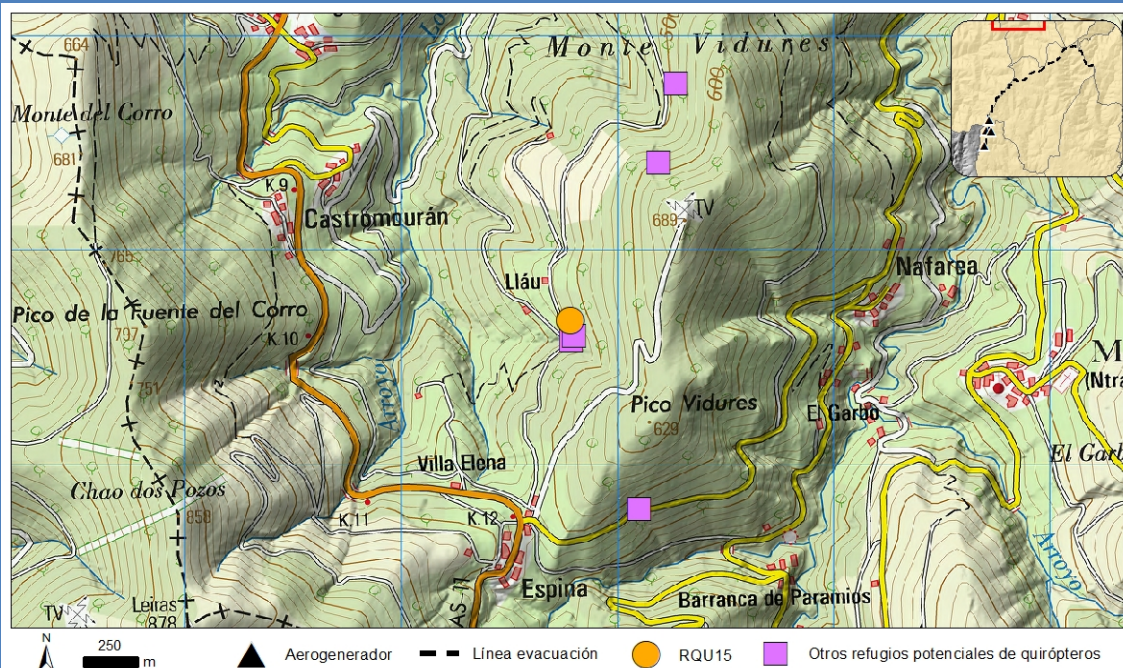 664
Monte Vidures
600
Monte del Corro
681
K.9
Castromourán
689
TV
765
Nafarea
Lláu
Pico de la Fuente del Corro
797
K.10
751
Arroyo
Pico Vidures
629
El Garbo
M
(Ntra
Villa Elena
El Garb
Chao dos Pozos
858
K.11
K.12
Arroyo
Espina
Barranca de Paramios
AS 11
TV
Leiras
878
N
250
m
Aerogenerador
Línea evacuación
RQU15
Otros refugios potenciales de quirópteros